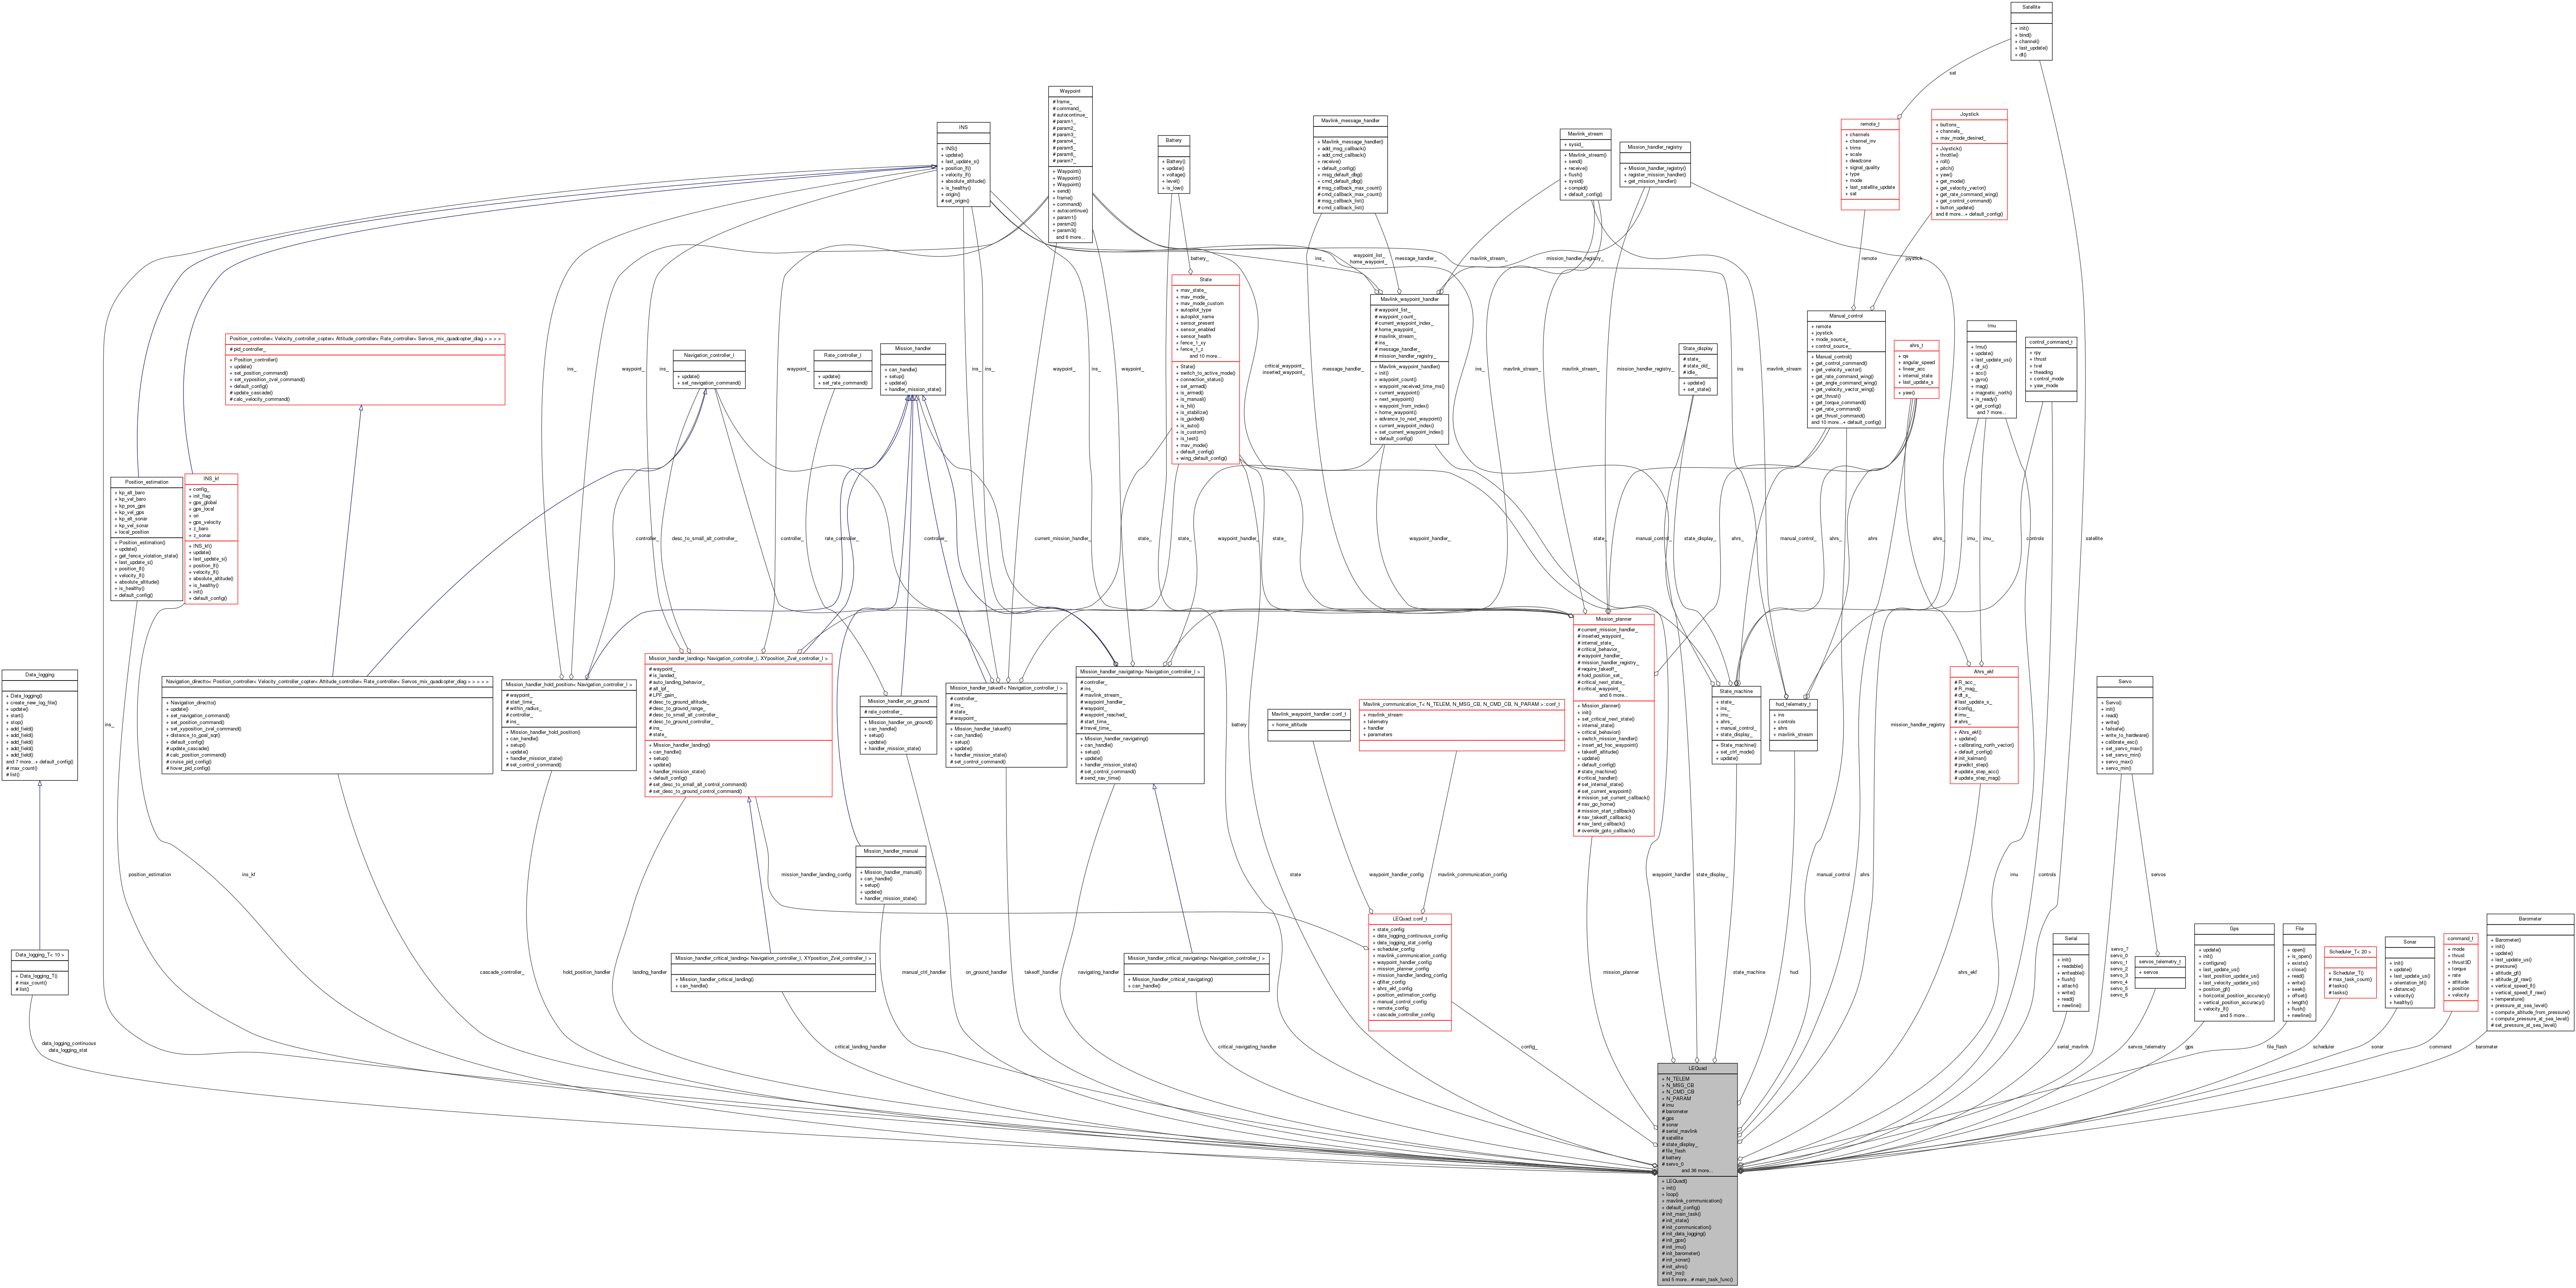 Satellite
+ init()
+ bind()
+ channel()
+ last_update()
+ dt()
sat
Waypoint
# frame_
# command_
# autocontinue_
# param1_
# param2_
# param3_
# param4_
# param5_
# param6_
# param7_
+ Waypoint()
+ Waypoint()
+ Waypoint()
+ send()
+ frame()
+ command()
+ autocontinue()
+ param1()
+ param2()
+ param3()
and 6 more...
INS
+ INS()
+ update()
+ last_update_s()
+ position_lf()
+ velocity_lf()
+ absolute_altitude()
+ is_healthy()
+ origin()
# set_origin()
Battery
+ Battery()
+ update()
+ voltage()
+ level()
+ is_low()
Mavlink_message_handler
+ Mavlink_message_handler()
+ add_msg_callback()
+ add_cmd_callback()
+ receive()
+ default_config()
# msg_default_dbg()
# cmd_default_dbg()
# msg_callback_max_count()
# cmd_callback_max_count()
# msg_callback_list()
# cmd_callback_list()
Mavlink_stream
+ sysid_
+ Mavlink_stream()
+ send()
+ receive()
+ flush()
+ sysid()
+ compid()
+ default_config()
Mission_handler_registry
+ Mission_handler_registry()
+ register_mission_handler()
+ get_mission_handler()
remote_t
+ channels
+ channel_inv
+ trims
+ scale
+ deadzone
+ signal_quality
+ type
+ mode
+ last_satellite_update
+ sat
Joystick
+ buttons_
+ channels_
+ mav_mode_desired_
+ Joystick()
+ throttle()
+ roll()
+ pitch()
+ yaw()
+ get_mode()
+ get_velocity_vector()
+ get_rate_command_wing()
+ get_control_command()
+ button_update()
and 8 more...+ default_config()
battery_
ins_
waypoint_list_
home_waypoint_
message_handler_
mavlink_stream_
mission_handler_registry_
remote
joystick
State
+ mav_state_
+ mav_mode_
+ mav_mode_custom
+ autopilot_type
+ autopilot_name
+ sensor_present
+ sensor_enabled
+ sensor_health
+ fence_1_xy
+ fence_1_z
and 10 more...
+ State()
+ switch_to_active_mode()
+ connection_status()
+ set_armed()
+ is_armed()
+ is_manual()
+ is_hil()
+ is_stabilize()
+ is_guided()
+ is_auto()
+ is_custom()
+ is_test()
+ mav_mode()
+ default_config()
+ wing_default_config()
Mavlink_waypoint_handler
# waypoint_list_
# waypoint_count_
# current_waypoint_index_
# home_waypoint_
# mavlink_stream_
# ins_
# message_handler_
# mission_handler_registry_
+ Mavlink_waypoint_handler()
+ init()
+ waypoint_count()
+ waypoint_received_time_ms()
+ current_waypoint()
+ next_waypoint()
+ waypoint_from_index()
+ home_waypoint()
+ advance_to_next_waypoint()
+ current_waypoint_index()
+ set_current_waypoint_index()
+ default_config()
Manual_control
+ remote
+ joystick
+ mode_source_
+ control_source_
+ Manual_control()
+ get_control_command()
+ get_velocity_vector()
+ get_rate_command_wing()
+ get_angle_command_wing()
+ get_velocity_vector_wing()
+ get_thrust()
+ get_torque_command()
+ get_rate_command()
+ get_thrust_command()
and 10 more...+ default_config()
Imu
+ Imu()
+ update()
+ last_update_us()
+ dt_s()
+ acc()
+ gyro()
+ mag()
+ magnetic_north()
+ is_ready()
+ get_config()
and 7 more...
control_command_t
+ rpy
+ thrust
+ tvel
+ theading
+ control_mode
+ yaw_mode
ahrs_t
+ qe
+ angular_speed
+ linear_acc
+ internal_state
+ last_update_s
+ yaw()
State_display
# state_
# state_old_
# idle_
+ update()
+ set_state()
Position_controller< Velocity_controller_copter< Attitude_controller< Rate_controller< Servos_mix_quadcopter_diag > > > >
# pid_controller_
+ Position_controller()
+ update()
+ set_position_command()
+ set_xyposition_zvel_command()
+ default_config()
# update_cascade()
# calc_velocity_command()
Navigation_controller_I
+ update()
+ set_navigation_command()
Rate_controller_I
+ update()
+ set_rate_command()
Mission_handler
+ can_handle()
+ setup()
+ update()
+ handler_mission_state()
ins_
waypoint_
ins_
waypoint_
ins_
ins_
waypoint_
ins_
waypoint_
critical_waypoint_
inserted_waypoint_
message_handler_
ins_
mavlink_stream_
mavlink_stream_
mission_handler_registry_
ins
mavlink_stream
Position_estimation
+ kp_alt_baro
+ kp_vel_baro
+ kp_pos_gps
+ kp_vel_gps
+ kp_alt_sonar
+ kp_vel_sonar
+ local_position
+ Position_estimation()
+ update()
+ get_fence_violation_state()
+ last_update_s()
+ position_lf()
+ velocity_lf()
+ absolute_altitude()
+ is_healthy()
+ default_config()
INS_kf
+ config_
+ init_flag
+ gps_global
+ gps_local
+ ori
+ gps_velocity
+ z_baro
+ z_sonar
+ INS_kf()
+ update()
+ last_update_s()
+ position_lf()
+ velocity_lf()
+ absolute_altitude()
+ is_healthy()
+ init()
+ default_config()
controller_
desc_to_small_alt_controller_
controller_
rate_controller_
controller_
current_mission_handler_
state_
state_
waypoint_handler_
state_
waypoint_handler_
state_
manual_control_
state_display_
ahrs_
manual_control_
ahrs_
ahrs
ahrs_
imu_
imu_
controls
satellite
Data_logging
+ Data_logging()
+ create_new_log_file()
+ update()
+ start()
+ stop()
+ add_field()
+ add_field()
+ add_field()
+ add_field()
+ add_field()
and 7 more...+ default_config()
# max_count()
# list()
Navigation_directto< Position_controller< Velocity_controller_copter< Attitude_controller< Rate_controller< Servos_mix_quadcopter_diag > > > > >
+ Navigation_directto()
+ update()
+ set_navigation_command()
+ set_position_command()
+ set_xyposition_zvel_command()
+ distance_to_goal_sqr()
+ default_config()
# update_cascade()
# calc_position_command()
# cruise_pid_config()
# hover_pid_config()
Mission_handler_hold_position< Navigation_controller_I >
# waypoint_
# start_time_
# within_radius_
# controller_
# ins_
+ Mission_handler_hold_position()
+ can_handle()
+ setup()
+ update()
+ handler_mission_state()
# set_control_command()
Mission_handler_landing< Navigation_controller_I, XYposition_Zvel_controller_I >
# waypoint_
# is_landed_
# auto_landing_behavior_
# alt_lpf_
# LPF_gain_
# desc_to_ground_altitude_
# desc_to_ground_range_
# desc_to_small_alt_controller_
# desc_to_ground_controller_
# ins_
# state_
+ Mission_handler_landing()
+ can_handle()
+ setup()
+ update()
+ handler_mission_state()
+ default_config()
# set_desc_to_small_alt_control_command()
# set_desc_to_ground_control_command()
Mission_handler_on_ground
# rate_controller_
+ Mission_handler_on_ground()
+ can_handle()
+ setup()
+ update()
+ handler_mission_state()
Mission_handler_takeoff< Navigation_controller_I >
# controller_
# ins_
# state_
# waypoint_
+ Mission_handler_takeoff()
+ can_handle()
+ setup()
+ update()
+ handler_mission_state()
# set_control_command()
Mission_handler_navigating< Navigation_controller_I >
# controller_
# ins_
# mavlink_stream_
# waypoint_handler_
# waypoint_
# waypoint_reached_
# start_time_
# travel_time_
+ Mission_handler_navigating()
+ can_handle()
+ setup()
+ update()
+ handler_mission_state()
# set_control_command()
# send_nav_time()
Mavlink_waypoint_handler::conf_t
+ home_altitude
Mavlink_communication_T< N_TELEM, N_MSG_CB, N_CMD_CB, N_PARAM >::conf_t
+ mavlink_stream
+ telemetry
+ handler
+ parameters
Mission_planner
# current_mission_handler_
# inserted_waypoint_
# internal_state_
# critical_behavior_
# waypoint_handler_
# mission_handler_registry_
# require_takeoff_
# hold_position_set_
# critical_next_state_
# critical_waypoint_
and 6 more...
+ Mission_planner()
+ init()
+ set_critical_next_state()
+ internal_state()
+ critical_behavior()
+ switch_mission_handler()
+ insert_ad_hoc_waypoint()
+ takeoff_altitude()
+ update()
+ default_config()
# state_machine()
# critical_handler()
# set_internal_state()
# set_current_waypoint()
# mission_set_current_callback()
# nav_go_home()
# mission_start_callback()
# nav_takeoff_callback()
# nav_land_callback()
# override_goto_callback()
State_machine
# state_
# ins_
# imu_
# ahrs_
# manual_control_
# state_display_
+ State_machine()
+ set_ctrl_mode()
+ update()
hud_telemetry_t
+ ins
+ controls
+ ahrs
+ mavlink_stream
Ahrs_ekf
# R_acc_
# R_mag_
# dt_s_
# last_update_s_
# config_
# imu_
# ahrs_
+ Ahrs_ekf()
+ update()
+ calibrating_north_vector()
+ default_config()
# init_kalman()
# predict_step()
# update_step_acc()
# update_step_mag()
Servo
+ Servo()
+ init()
+ read()
+ write()
+ failsafe()
+ write_to_hardware()
+ calibrate_esc()
+ set_servo_max()
+ set_servo_min()
+ servo_max()
+ servo_min()
ins_
battery
mission_handler_registry
Mission_handler_manual
+ Mission_handler_manual()
+ can_handle()
+ setup()
+ update()
+ handler_mission_state()
position_estimation
ins_kf
mission_handler_landing_config
state
waypoint_handler_config
mavlink_communication_config
waypoint_handler
state_display_
manual_control
ahrs
imu
controls
servos
Data_logging_T< 10 >
+ Data_logging_T()
# max_count()
# list()
cascade_controller_
hold_position_handler
landing_handler
Mission_handler_critical_landing< Navigation_controller_I, XYposition_Zvel_controller_I >
+ Mission_handler_critical_landing()
+ can_handle()
manual_ctrl_handler
on_ground_handler
takeoff_handler
navigating_handler
Mission_handler_critical_navigating< Navigation_controller_I >
+ Mission_handler_critical_navigating()
+ can_handle()
LEQuad::conf_t
+ state_config
+ data_logging_continuous_config
+ data_logging_stat_config
+ scheduler_config
+ mavlink_communication_config
+ waypoint_handler_config
+ mission_planner_config
+ mission_handler_landing_config
+ qfilter_config
+ ahrs_ekf_config
+ position_estimation_config
+ manual_control_config
+ remote_config
+ cascade_controller_config
mission_planner
state_machine
hud
ahrs_ekf
Serial
+ init()
+ readable()
+ writeable()
+ flush()
+ attach()
+ write()
+ read()
+ newline()
servo_7
servo_0
servo_1
servo_2
servo_3
servo_4
servo_5
servo_6
servos_telemetry_t
+ servos
Gps
+ update()
+ init()
+ configure()
+ last_update_us()
+ last_position_update_us()
+ last_velocity_update_us()
+ position_gf()
+ horizontal_position_accuracy()
+ vertical_position_accuracy()
+ velocity_lf()
and 5 more...
File
+ open()
+ is_open()
+ exists()
+ close()
+ read()
+ write()
+ seek()
+ offset()
+ length()
+ flush()
+ newline()
Scheduler_T< 20 >
+ Scheduler_T()
# max_task_count()
# tasks()
# tasks()
Sonar
+ init()
+ update()
+ last_update_us()
+ orientation_bf()
+ distance()
+ velocity()
+ healthy()
command_t
+ mode
+ thrust
+ thrust3D
+ torque
+ rate
+ attitude
+ position
+ velocity
Barometer
+ Barometer()
+ init()
+ update()
+ last_update_us()
+ pressure()
+ altitude_gf()
+ vertical_speed_lf()
+ altitude_gf_raw()
+ vertical_speed_lf_raw()
+ temperature()
+ pressure_at_sea_level()
+ compute_altitude_from_pressure()
+ compute_pressure_at_sea_level()
# set_pressure_at_sea_level()
data_logging_continuous
data_logging_stat
critical_landing_handler
critical_navigating_handler
config_
serial_mavlink
servos_telemetry
gps
file_flash
scheduler
sonar
command
barometer
LEQuad
+ N_TELEM
+ N_MSG_CB
+ N_CMD_CB
+ N_PARAM
# imu
# barometer
# gps
# sonar
# serial_mavlink
# satellite
# state_display_
# file_flash
# battery
# servo_0
and 36 more...
+ LEQuad()
+ init()
+ loop()
+ mavlink_communication()
+ default_config()
# init_main_task()
# init_state()
# init_communication()
# init_data_logging()
# init_gps()
# init_imu()
# init_barometer()
# init_sonar()
# init_ahrs()
# init_ins()
and 5 more...# main_task_func()